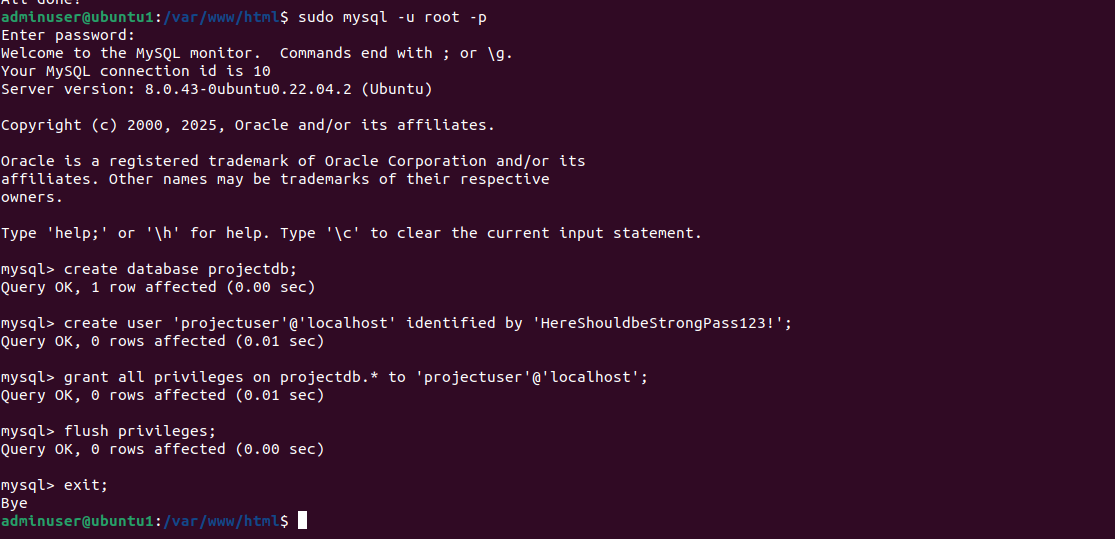 All done!
adminuser@ubuntu1:/var/www/html$ sudo mysql -u root -p
Enter password:
Welcome to the MySQL monitor.  Commands end with ; or \g.
Your MySQL connection id is 10
Server version: 8.0.43-0ubuntu0.22.04.2 (Ubuntu)
Copyright (c) 2000, 2025, Oracle and/or its affiliates.
Oracle is a registered trademark of Oracle Corporation and/or its
affiliates. Other names may be trademarks of their respective
owners.
Type 'help;' or '\h' for help. Type '\c' to clear the current input statement.
mysql> create database projectdb;
Query OK, 1 row affected (0.00 sec)
mysql> create user 'projectuser'@'localhost' identified by 'HereShouldbeStrongPass123!';
Query OK, 0 rows affected (0.01 sec)
mysql> grant all privileges on projectdb.* to 'projectuser'@'localhost';
Query OK, 0 rows affected (0.01 sec)
mysql> flush privileges;
Query OK, 0 rows affected (0.00 sec)
mysql> exit;
Bye
adminuser@ubuntu1:/var/www/html$